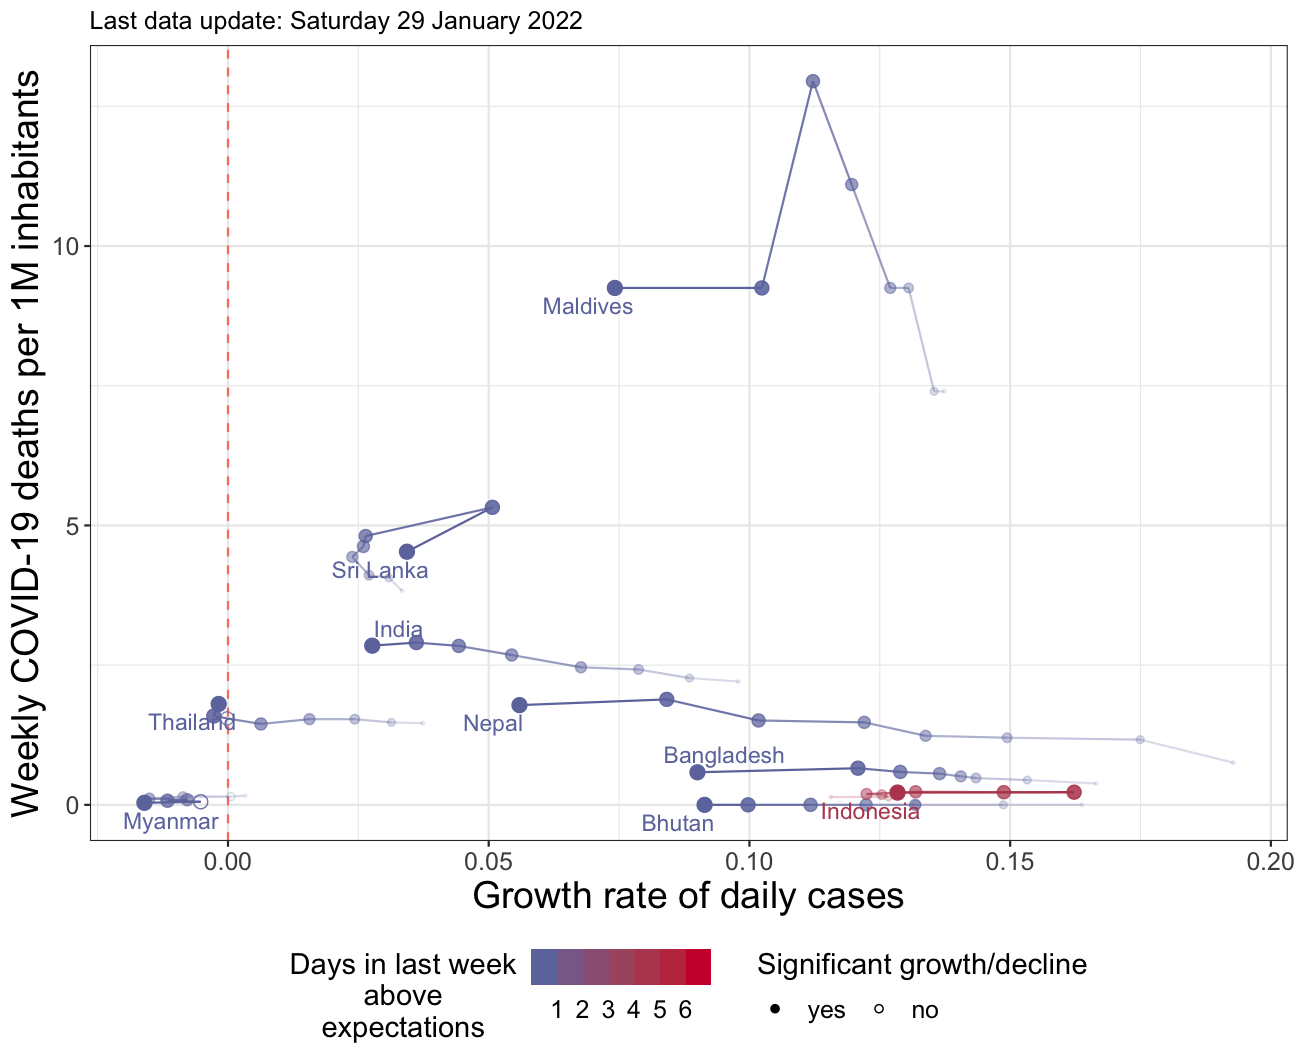 Last data update: Saturday 29 January 2022
Weekly COVID-19 deaths per 1M inhabitants
10
5
0
Maldives
Sri Lanka
India
Thailand
Nepal
Bangladesh
Indonesia
Myanmar
Bhutan
0.00 0.05 0.10 0.15 0.20
Growth rate of daily cases
Days in last week
above
expectations
1 2 3 4 5 6
Significant growth/decline
yes no